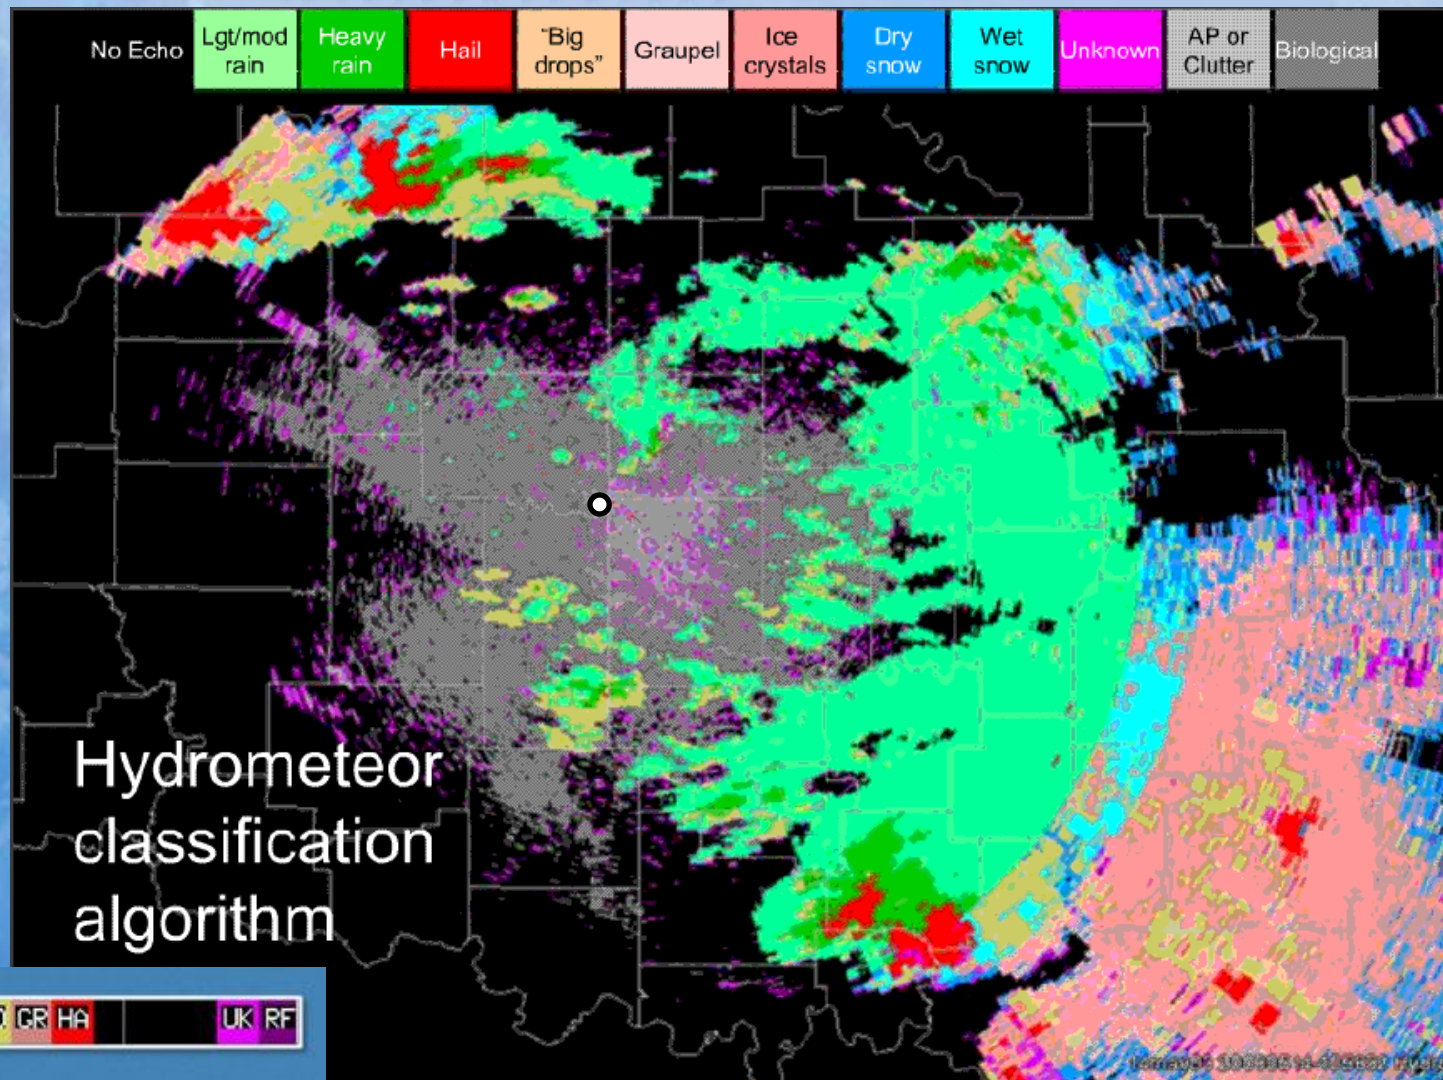 No Echo
Lgt/mod
rain
Heavy
rain
Hail
"Big
drops"
Graupel
Ice
crystals
Dry
snow
Wet
snow
Unknown
AP or
Clutter
Biological
Hydrometeor
classification
algorithm
GR HA UK RF